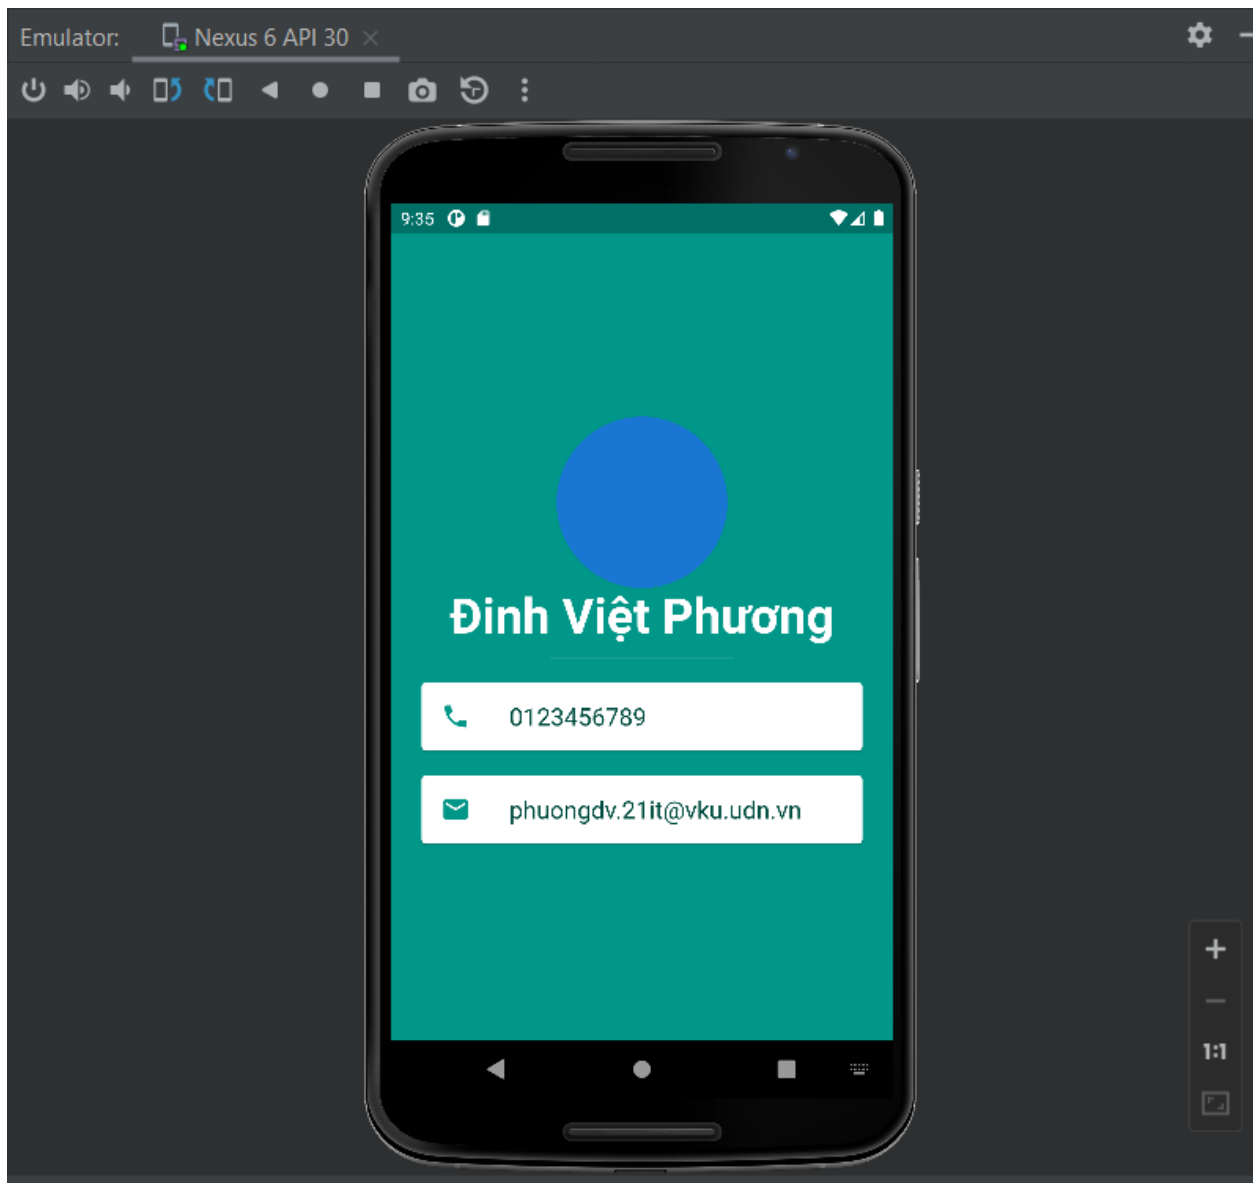 Emulator: Nexus 6 API 30
9:35
Đinh Việt Phương
0123456789
phuongdv.21it@vku.udn.vn
1:1